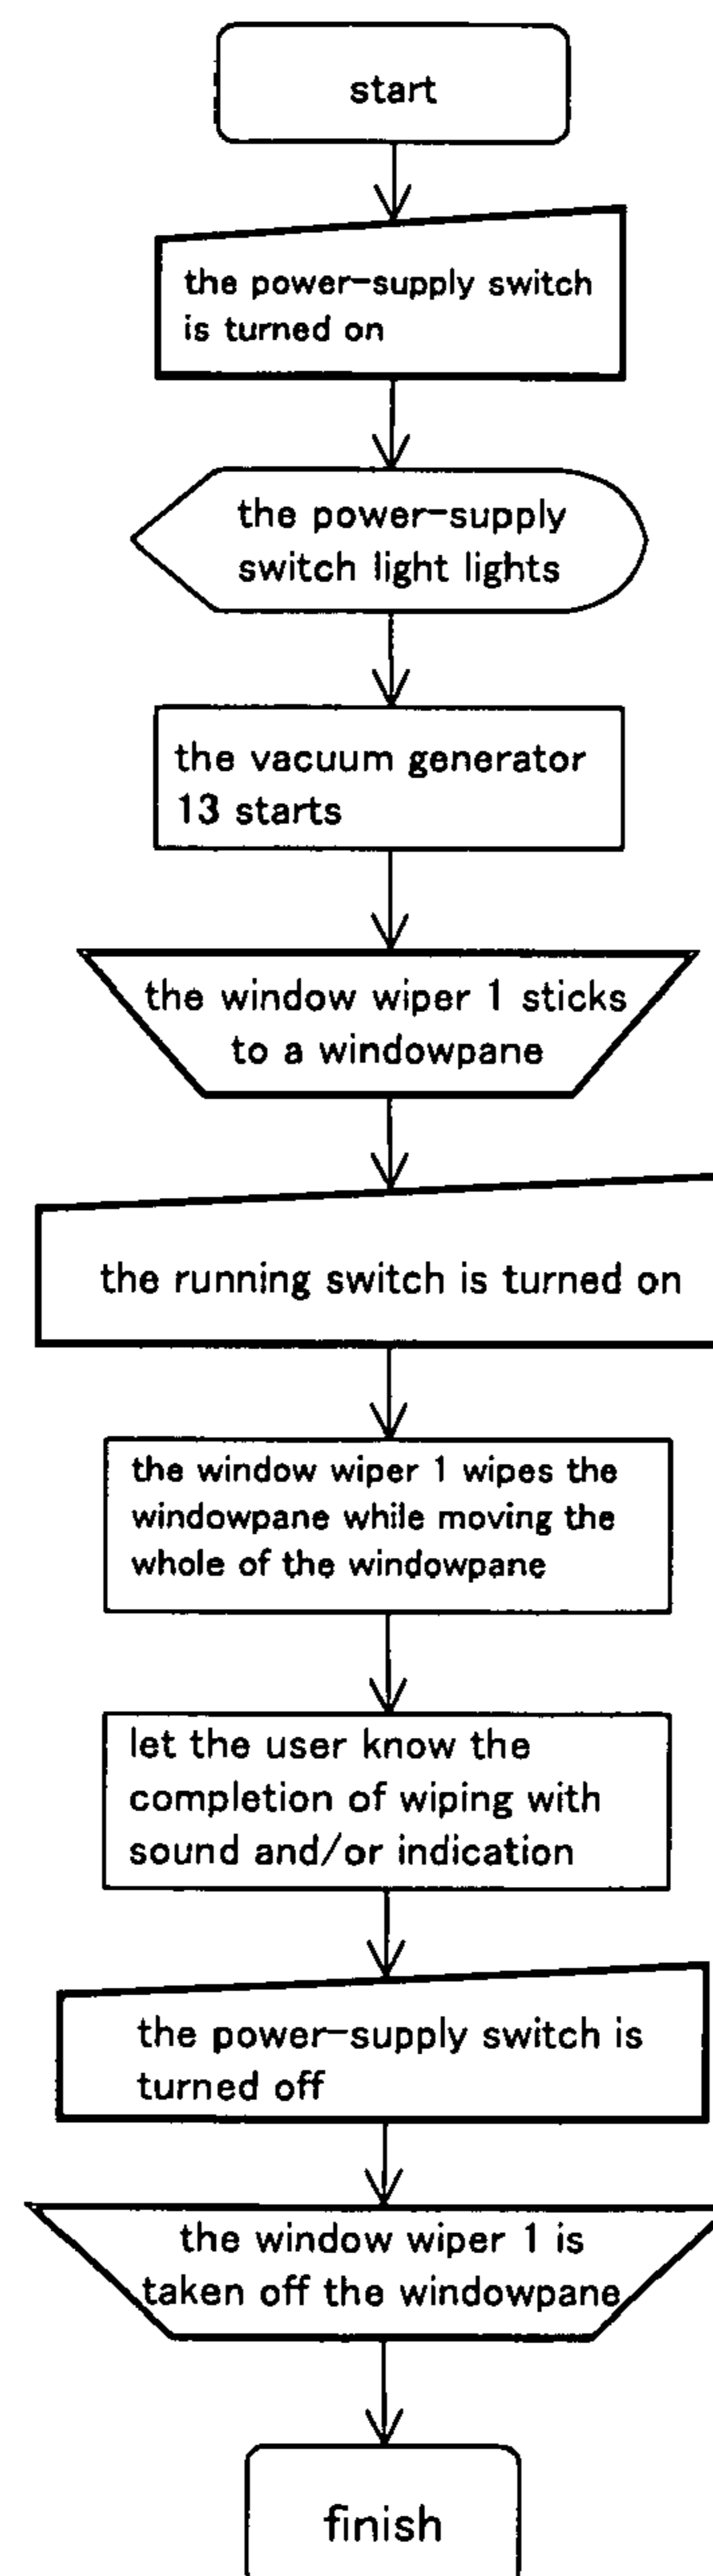 start
the power-supply switch
is turned on
the power-supply
switch light lights
the vacuum generator
13 starts
the window wiper 1 sticks
to a windowpane
the running switch is turned on
the window wiper 1 wipes the
windowpane while moving the
whole of the windowpane
let the user know the
completion of wiping with
sound and/or indication
the power-supply switch is
turned off
the window wiper 1 is
taken off the windowpane
finish